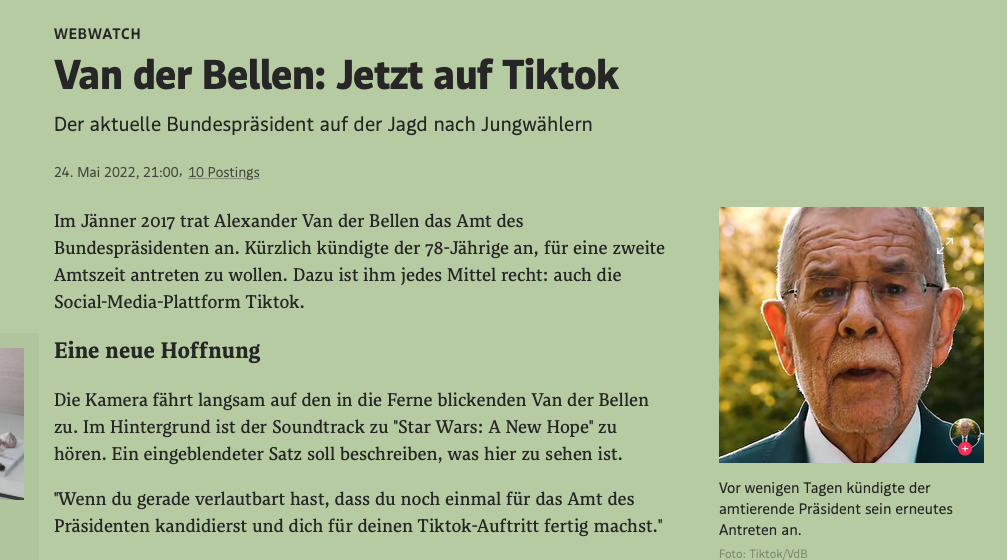 WEBWATCH
Van der Bellen: Jetzt auf Tiktok
Der aktuelle Bundespräsident auf der Jagd nach Jungwählern
24. Mai 2022, 21:00, 10 Postings
Im Jänner 2017 trat Alexander Van der Bellen das Amt des
Bundespräsidenten an. Kürzlich kündigte der 78-Jährige an, für eine zweite
Amtszeit antreten zu wollen. Dazu ist ihm jedes Mittel recht: auch die
Social-Media-Plattform Tiktok.
Eine neue Hoffnung
Die Kamera fährt langsam auf den in die Ferne blickenden Van der Bellen
zu. Im Hintergrund ist der Soundtrack zu "Star Wars: A New Hope" zu
hören. Ein eingeblendeter Satz soll beschreiben, was hier zu sehen ist.
"Wenn du gerade verlautbart hast, dass du noch einmal für das Amt des
Präsidenten kandidierst und dich für deinen Tiktok-Auftritt fertig machst."
Vor wenigen Tagen kündigte der
amtierende Präsident sein erneutes
Antreten an.
Foto: Tiktok/VdB